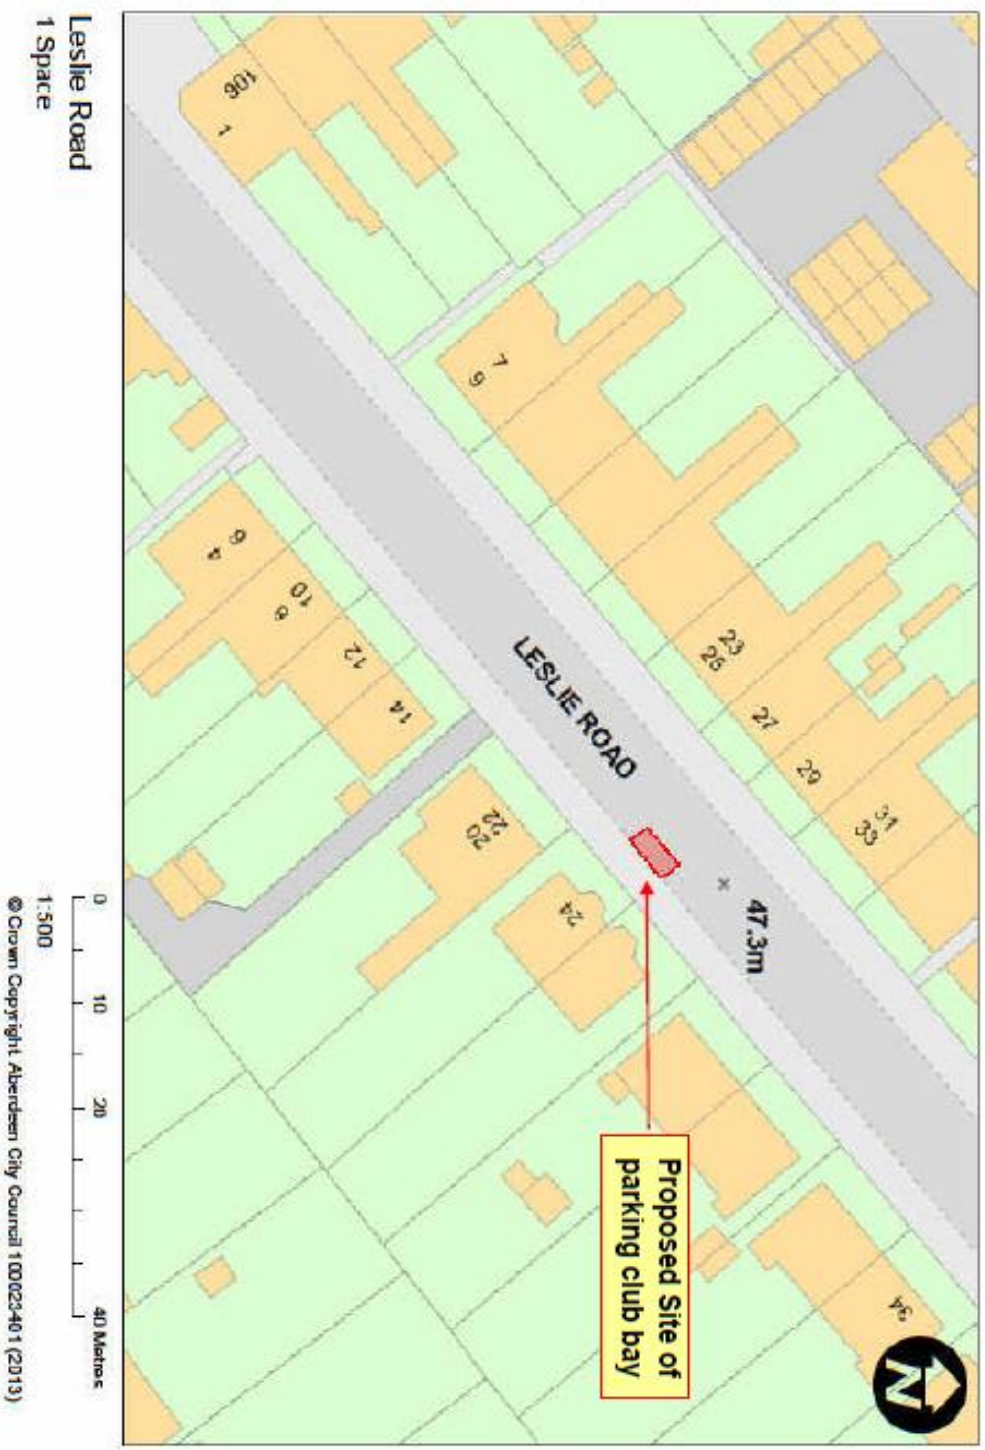 34
Proposed Site of
parking club bay
47.3m
31
33
29
27
23
25
LESLIE ROAD
24
22
20
14
12
10
8
6
4
7
9
106
1
N
Leslie Road
1 Space
0 10 20 40 Metres
1:500
© Crown Copyright. Aberdeen City Council 100023401 (2013)